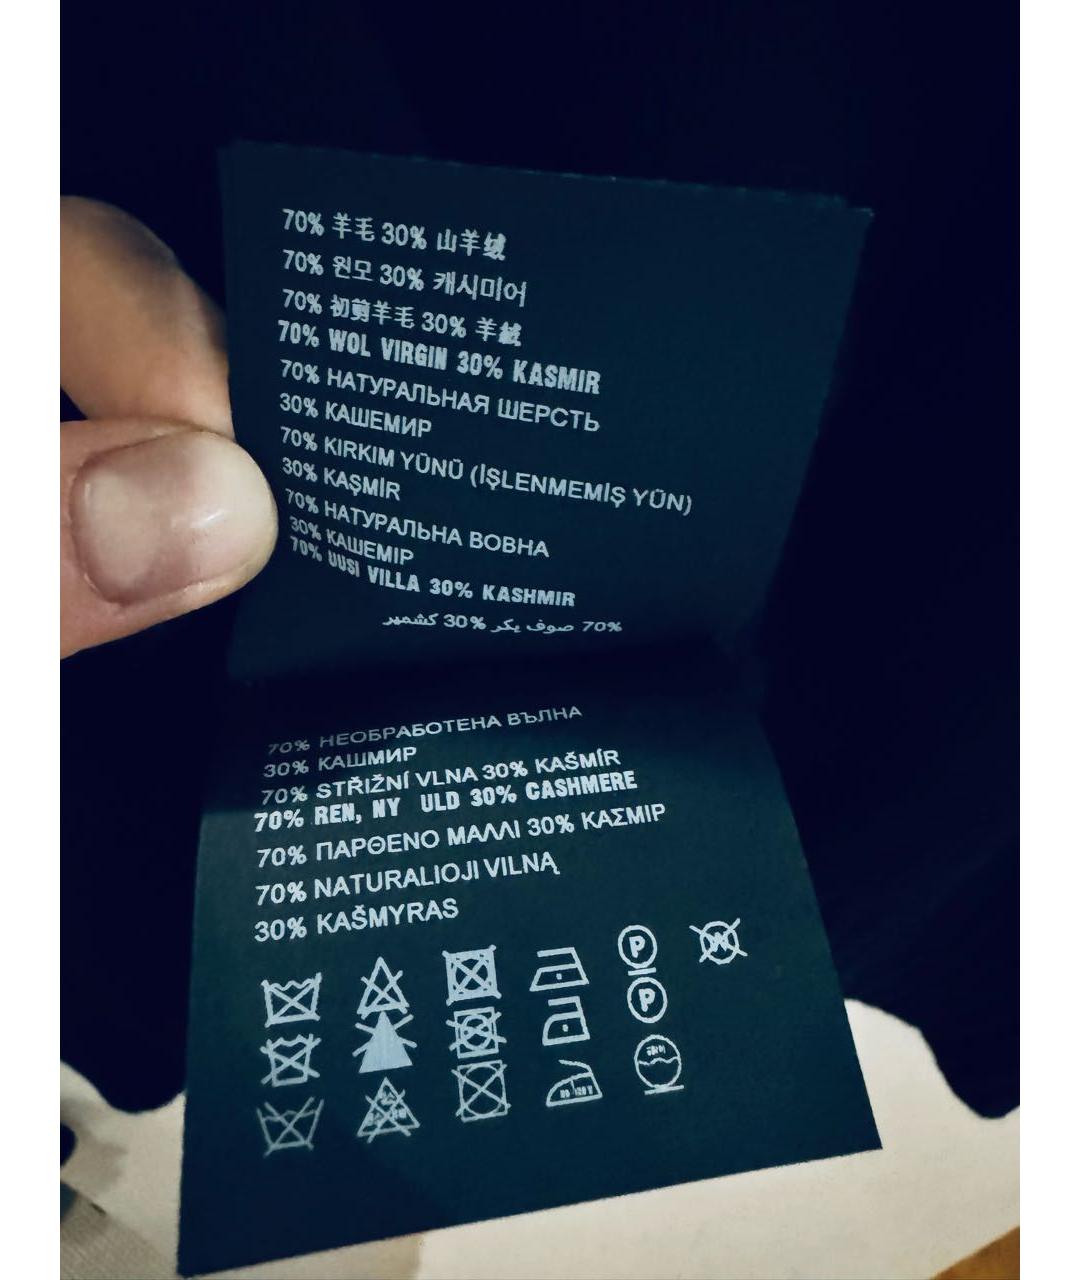 70% 羊毛 30% 山羊绒
70% 원모 30% 캐시미어
70% 初剪羊毛 30% 羊絨
70% WOL VIRGIN 30% KASMIR
70% НАТУРАЛЬНАЯ ШЕРСТЬ
30% КАШЕМИР
70% KIRKIM YÜNÜ (İŞLENMEMİŞ YÜN)
30% KAŞMİR
70% НАТУРАЛЬНА ВОВНА
30% КАШЕМІР
70% UUSI VILLA 30% KASHMIR
70% صوف بكر 30% كشمير
70% НЕОБРАБОТЕНА ВЪЛНА
30% КАШМИР
70% STŘIŽNÍ VLNA 30% KAŠMÍR
70% REN, NY ULD 30% CASHMERE
70% ΠΑΡΘΕΝΟ ΜΑΛΛΙ 30% ΚΑΣΜΙΡ
70% NATURALIOJI VILNĄ
30% KAŠMYRAS
P W
P